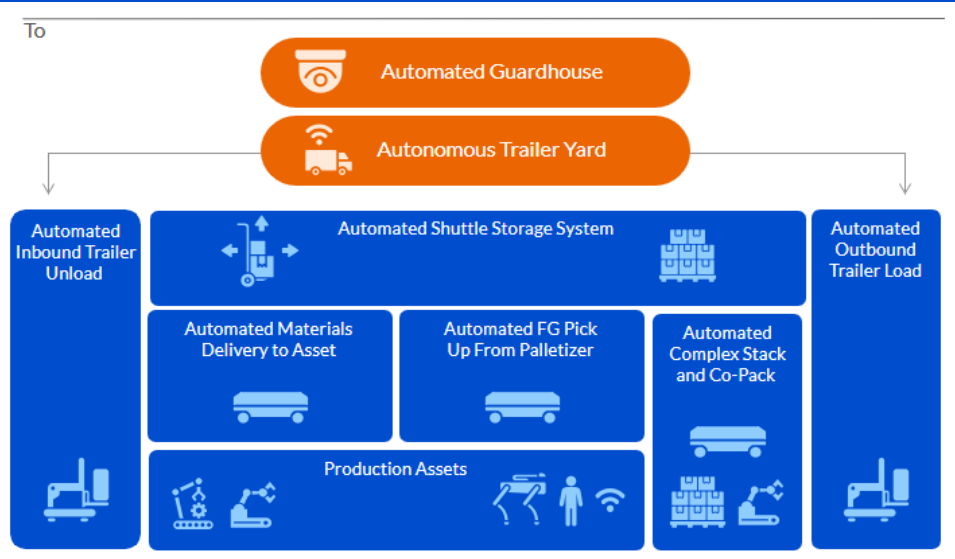 To
Automated Guardhouse
Autonomous Trailer Yard
Automated
Inbound Trailer
Unload
Automated Shuttle Storage System
Automated
Outbound
Trailer Load
Automated Materials
Delivery to Asset
Automated FG Pick
Up From Palletizer
Automated
Complex Stack
and Co-Pack
Production Assets